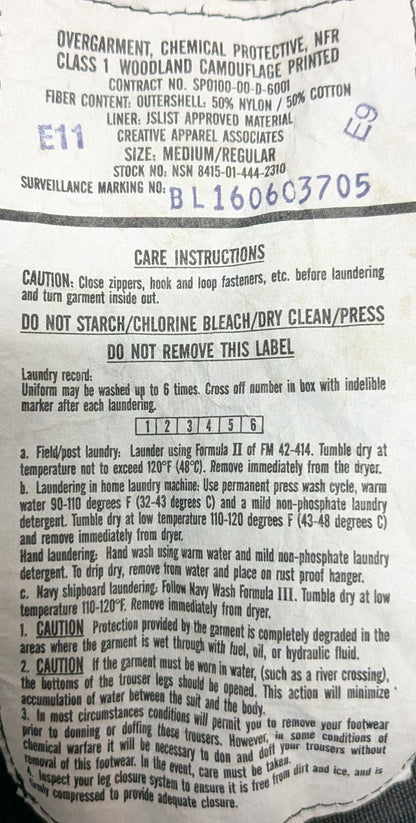 OVERGARMENT, CHEMICAL PROTECTIVE, NFR
CLASS 1 WOODLAND CAMOUFLAGE PRINTED
CONTRACT NO. SPO100-00-D-6001
FIBER CONTENT: OUTERSHELL: 50% NYLON / 50% COTTON
LINER: JSLIST APPROVED MATERIAL
E11
CREATIVE APPAREL ASSOCIATES
E9
SIZE: MEDIUM/REGULAR
STOCK NO: NSN 8415-01-444-2310
SURVEILLANCE MARKING NO: BL160603705
CARE INSTRUCTIONS
CAUTION: Close zippers, hook and loop fasteners, etc. before laundering
and turn garment inside out.
DO NOT STARCH/CHLORINE BLEACH/DRY CLEAN/PRESS
DO NOT REMOVE THIS LABEL
Laundry record:
Uniform may be washed up to 6 times. Cross off number in box with indelible
marker after each laundering.
1 2 3 4 5 6
a. Field/post laundry: Launder using Formula II of FM 42-414. Tumble dry at
temperature not to exceed 120°F (48°C). Remove immediately from the dryer.
b. Laundering in home laundry machine: Use permanent press wash cycle, warm
water 90-110 degrees F (32-43 degrees C) and a mild non-phosphate laundry
detergent. Tumble dry at low temperature 110-120 degrees F (43-48 degrees C)
and remove immediately from dryer.
Hand laundering: Hand wash using warm water and mild non-phosphate laundry
detergent. To drip dry, remove from water and place on rust proof hanger.
c. Navy shipboard laundering: Follow Navy Wash Formula III. Tumble dry at low
temperature 110-120°F. Remove immediately from dryer.
1. CAUTION Protection provided by the garment is completely degraded in the
areas where the garment is wet through with fuel, oil, or hydraulic fluid.
2. CAUTION If the garment must be worn in water, (such as a river crossing),
the bottoms of the trouser legs should be opened. This action will minimize
accumulation of water between the suit and the body.
3. In most circumstances conditions will permit you to remove your footwear
prior to donning or doffing these trousers. However, in some conditions of
chemical warfare it will be necessary to don and doff your trousers without
removal of this footwear. In the event, care must be taken.
4. Inspect your leg closure system to ensure it is free from dirt and ice, and is
firmly compressed to provide adequate closure.